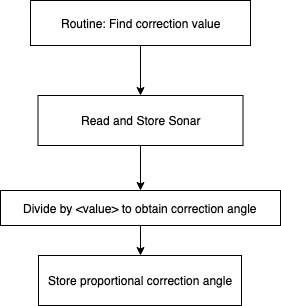 Routine: Find correction value
Read and Store Sonar
Divide by <value> to obtain correction angle
Store proportional correction angle